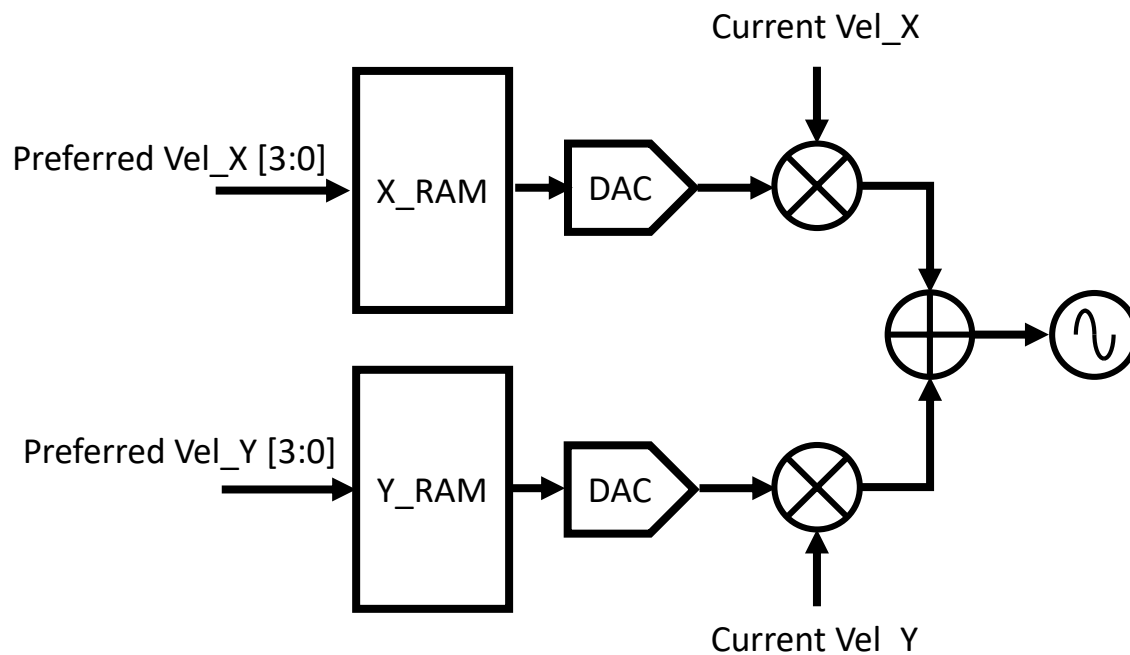 Current Vel_X
Preferred Vel_X [3:0]
X_RAM
DAC
Preferred Vel_Y [3:0]
Y_RAM
DAC
Current Vel_Y